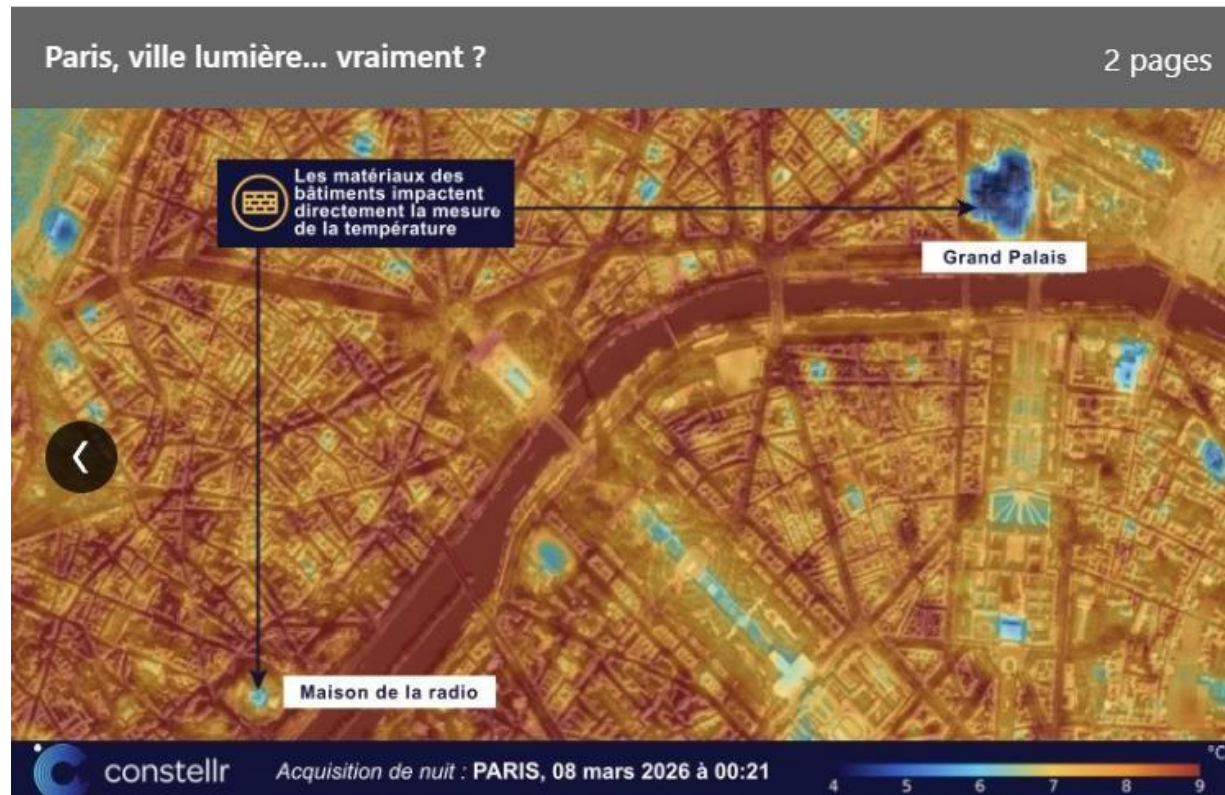 Paris, ville lumière... vraiment ?
2 pages
Les matériaux des
bâtiments impactent
directement la mesure
de la température
Grand Palais
Maison de la radio
constellr
Acquisition de nuit : PARIS, 08 mars 2026 à 00:21
°C
4 5 6 7 8 9